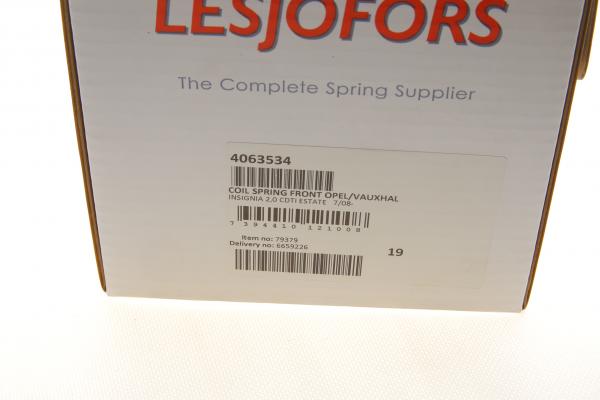 LESJÖFORS
The Complete Spring Supplier
4063534
COIL SPRING FRONT OPEL/VAUXHAL
INSIGNIA 2,0 CDTI ESTATE 7/08-
7 394410 121008
Item no: 79379
Delivery no: 6659226
19